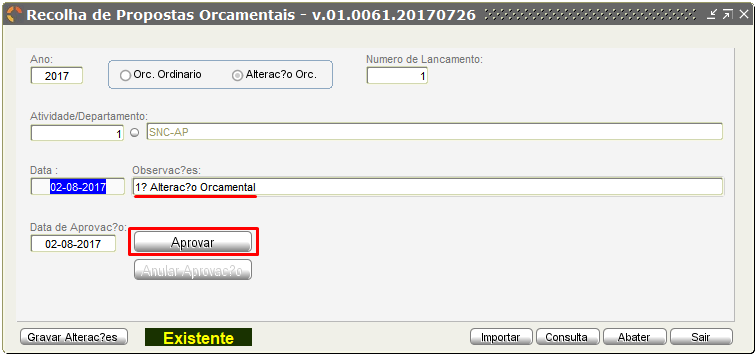 Recolha de Propostas Orcamentais - v.01.0061.20170726
Ano:
2017
Orc. Ordinario
Alterac?o Orc.
Numero de Lancamento:
1
Atividade/Departamento:
1
SNC-AP
Data :
02-08-2017
Observac?es:
1? Alterac?o Orcamental
Data de Aprovac?o:
02-08-2017
Aprovar
Anular Aprovac?o
Gravar Alterac?es
Existente
Importar
Consulta
Abater
Sair